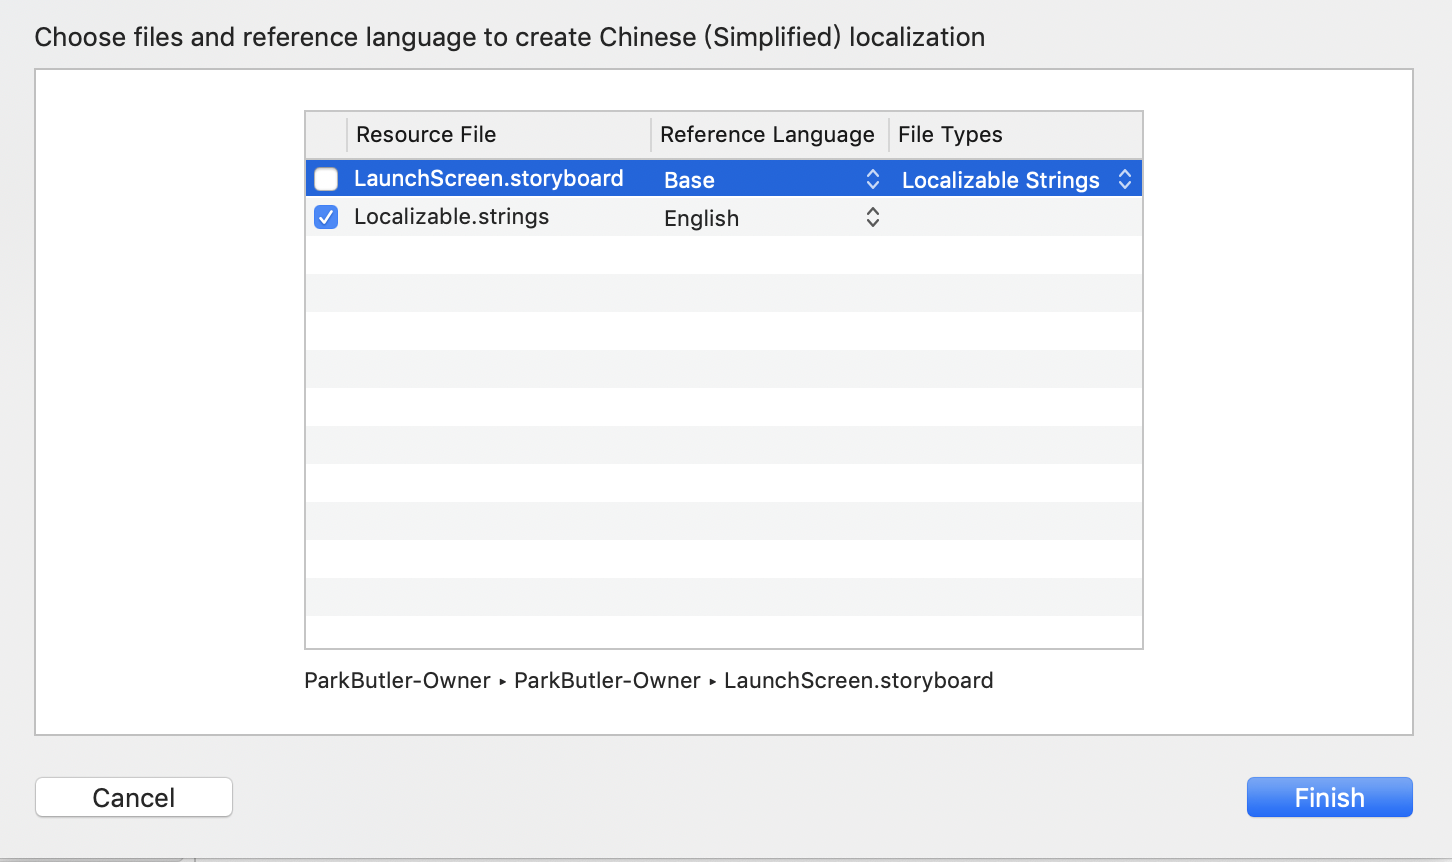 Choose files and reference language to create Chinese (Simplified) localization
Resource File Reference Language File Types
LaunchScreen.storyboard Base Localizable Strings
Localizable.strings English
ParkButler-Owner ▸ ParkButler-Owner ▸ LaunchScreen.storyboard
Cancel Finish